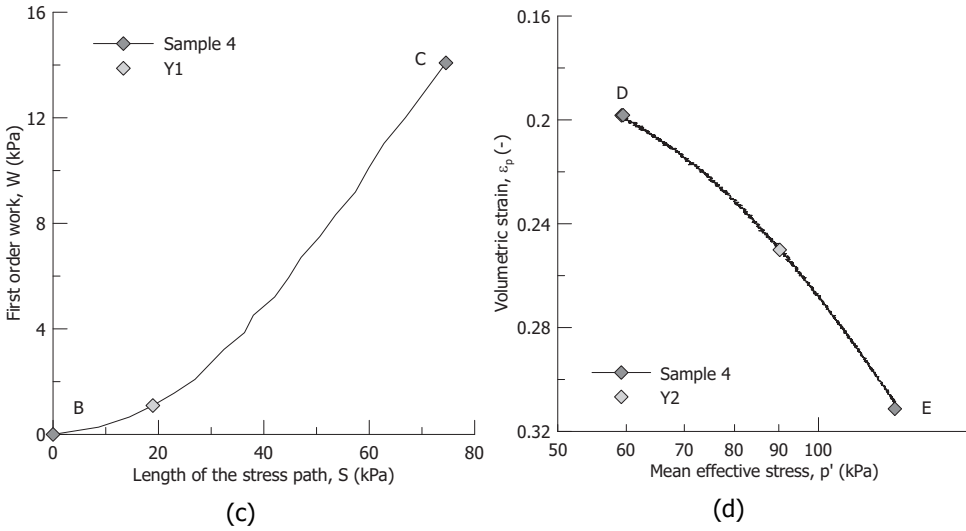 16
12
8
4
0
First order work, W (kPa)
Sample 4
Y1
C
B
0
20
40
60
80
Length of the stress path, S (kPa)
(c)
0.16
0.2
0.24
0.28
0.32
Volumetric strain, εp (-)
D
E
Sample 4
Y2
50
60
70
80
90
100
Mean effective stress, p' (kPa)
(d)